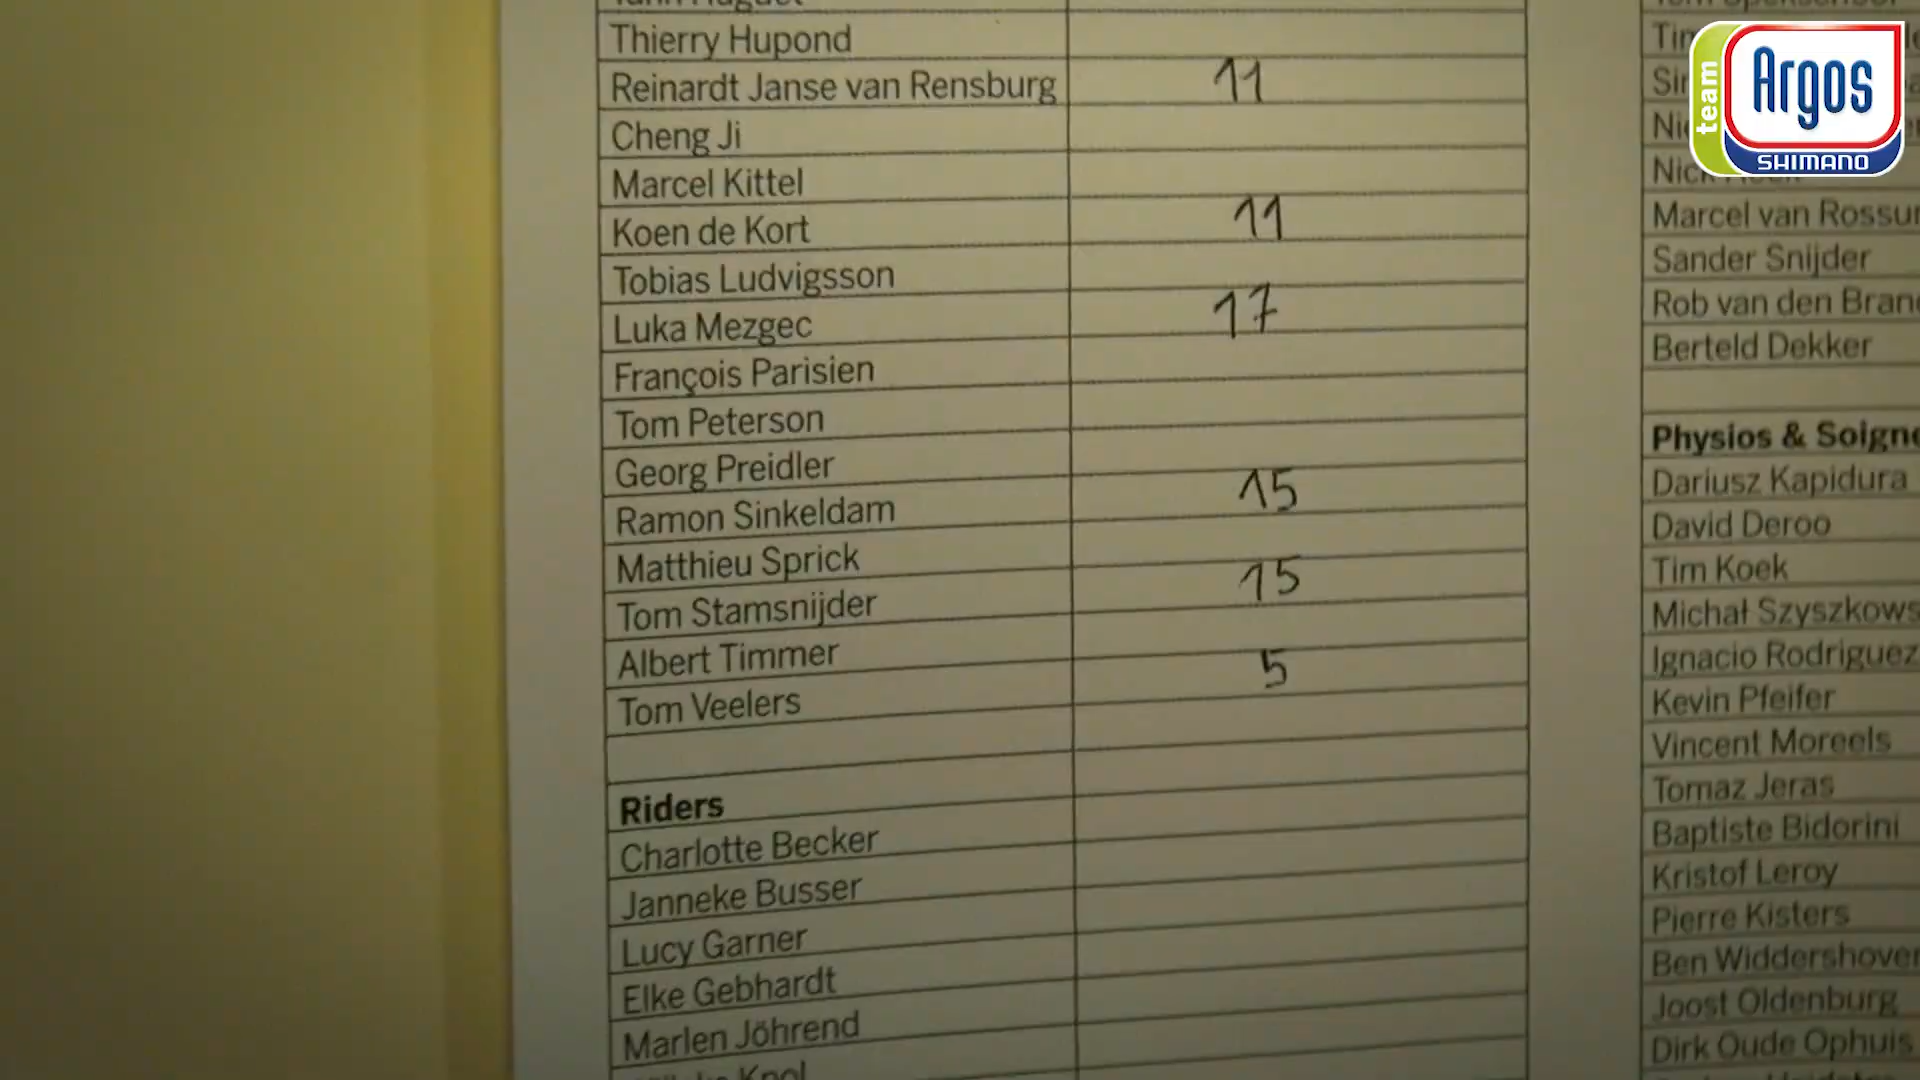 Thierry Hupond
Reinardt Janse van Rensburg 11
Cheng Ji
Marcel Kittel
Koen de Kort 11
Tobias Ludvigsson
Luka Mezgec 17
François Parisien
Tom Peterson
Georg Preidler
Ramon Sinkeldam 15
Matthieu Sprick
Tom Stamsnijder 15
Albert Timmer
Tom Veelers 5
Riders
Charlotte Becker
Janneke Busser
Lucy Garner
Elke Gebhardt
Marlen Jöhrend
Nick
Marcel van Rossu
Sander Snijder
Rob van den Bran
Berteld Dekker
Physios & Soign
Dariusz Kapidura
David Deroo
Tim Koek
Michał Szyszkows
Ignacio Rodriguez
Kevin Pfeifer
Vincent Moreels
Tomaz Jeras
Baptiste Bidorini
Kristof Leroy
Pierre Kisters
Ben Widdershove
Joost Oldenburg
Dirk Oude Ophuis
team
Argos
SHIMANO